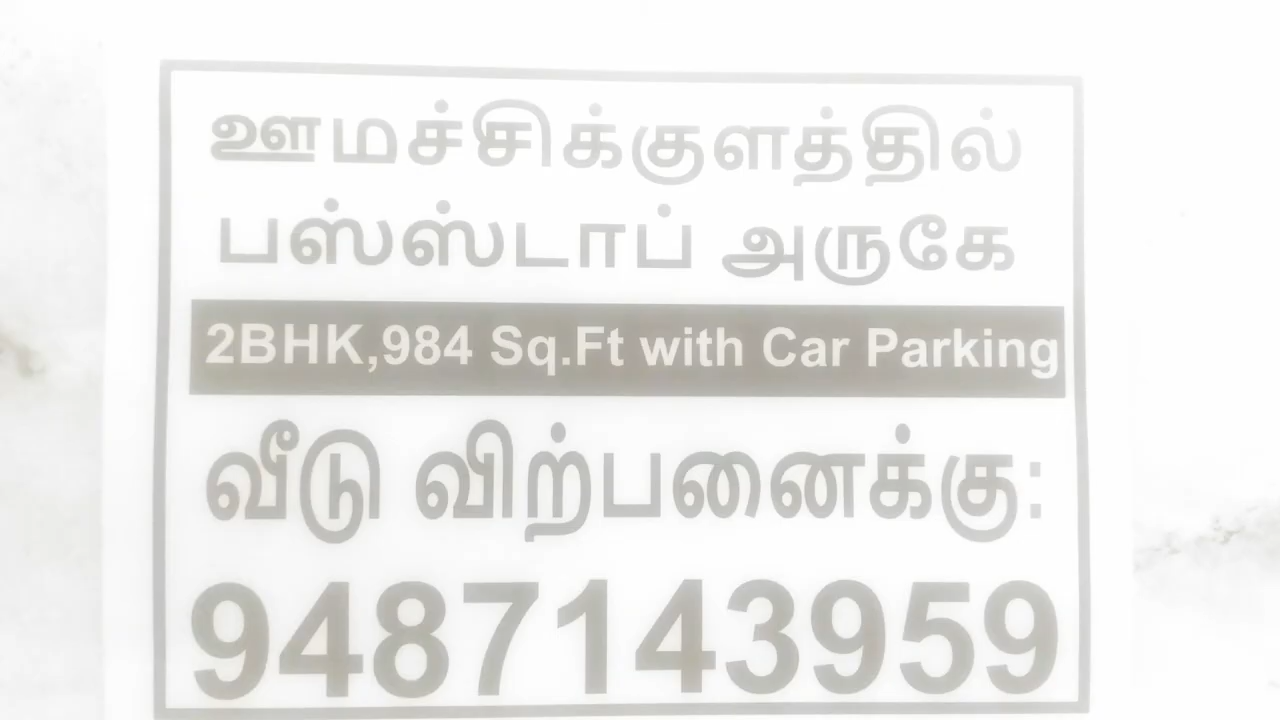 ஊமச்சிக்குளத்தில்
பஸ்ஸ்டாப் அருகே
2BHK,984 Sq.Ft with Car Parking
வீடு விற்பனைக்கு:
9487143959